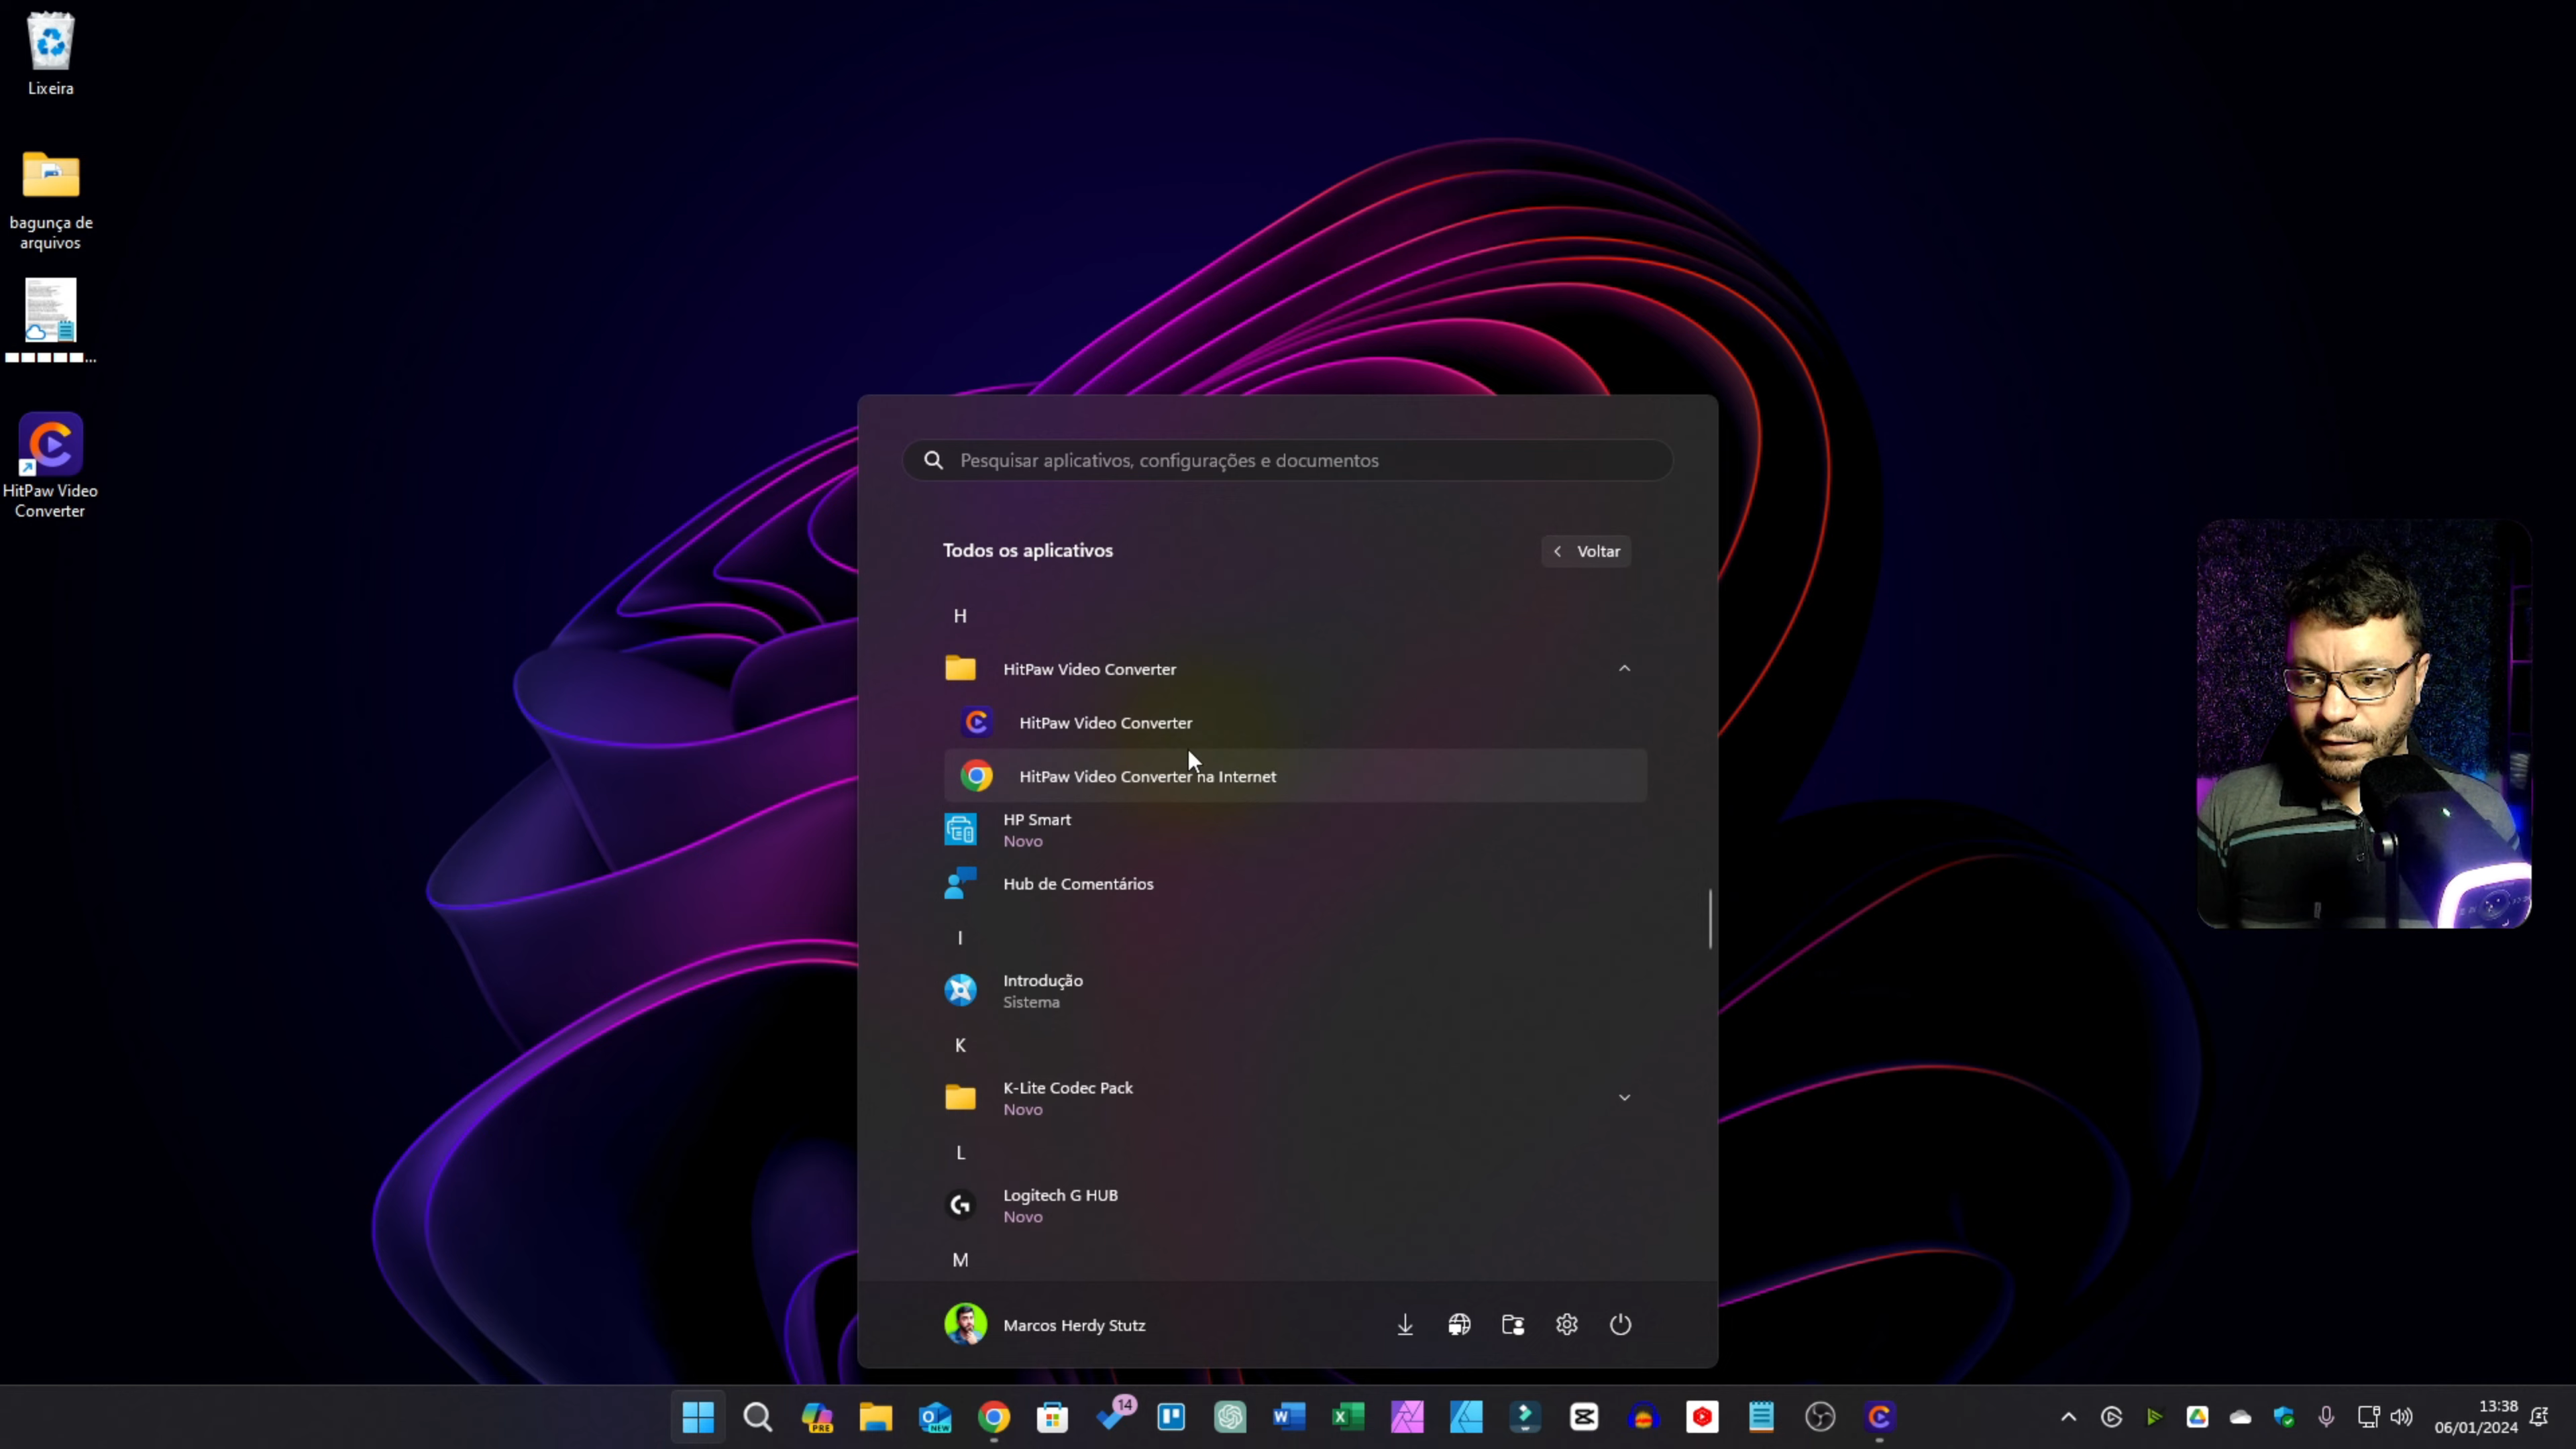 Lixeira
bagunça de
arquivos
HitPaw Video
Converter
Pesquisar aplicativos, configurações e documentos
Todos os aplicativos
Voltar
H
HitPaw Video Converter
HitPaw Video Converter
HitPaw Video Converter na Internet
HP Smart
Novo
Hub de Comentários
I
Introdução
Sistema
K
K-Lite Codec Pack
Novo
L
Logitech G HUB
Novo
M
Marcos Herdy Stutz
PRE
NEW
14
13:38
06/01/2024